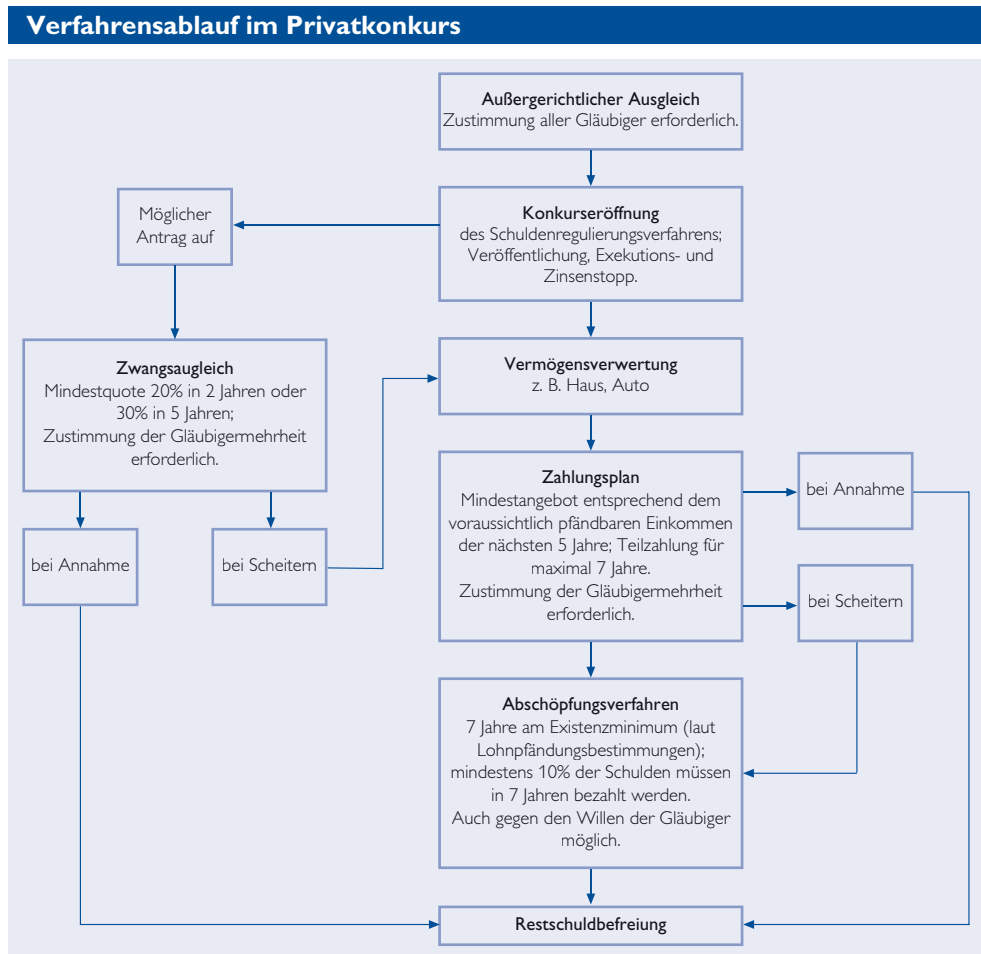 Verfahrensablauf im Privatkonkurs
Außergerichtlicher Ausgleich
Zustimmung aller Gläubiger erforderlich.
Möglicher
Antrag auf
Konkurseröffnung
des Schuldenregulierungsverfahrens;
Veröffentlichung, Exekutions- und
Zinsenstopp.
Zwangsaugleich
Mindestquote 20% in 2 Jahren oder
30% in 5 Jahren;
Zustimmung der Gläubigermehrheit
erforderlich.
Vermögensverwertung
z. B. Haus, Auto
Zahlungsplan
Mindestangebot entsprechend dem
voraussichtlich pfändbaren Einkommen
der nächsten 5 Jahre; Teilzahlung für
maximal 7 Jahre.
Zustimmung der Gläubigermehrheit
erforderlich.
bei Annahme
bei Annahme
bei Scheitern
bei Scheitern
Abschöpfungsverfahren
7 Jahre am Existenzminimum (laut
Lohnpfändungsbestimmungen);
mindestens 10% der Schulden müssen
in 7 Jahren bezahlt werden.
Auch gegen den Willen der Gläubiger
möglich.
Restschuldbefreiung